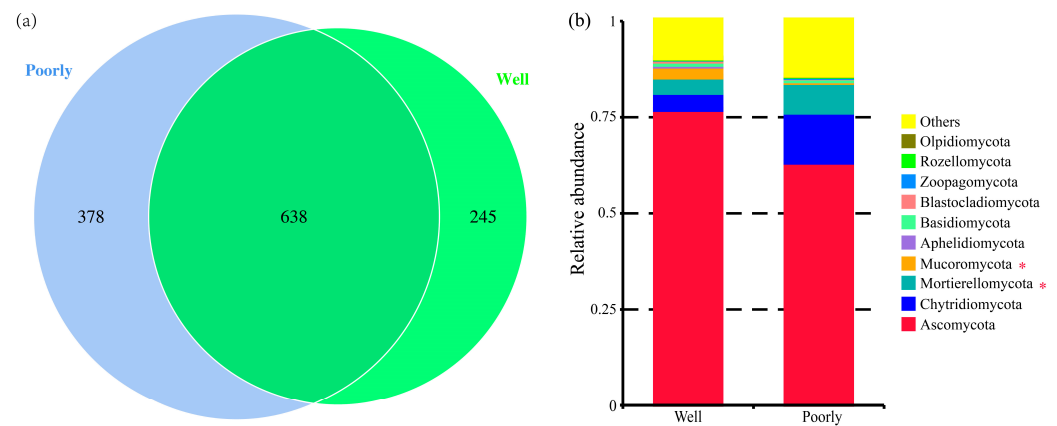 (a)
Poorly
Well
378
638
245
(b)
Relative abundance
1
0.75
0.5
0.25
0
Well
Poorly
Others
Olpidiomycota
Rozellomycota
Zoopagomycota
Blastocladiomycota
Basidiomycota
Aphelidiomycota
Mucoromycota *
Mortierellomycota *
Chytridiomycota
Ascomycota